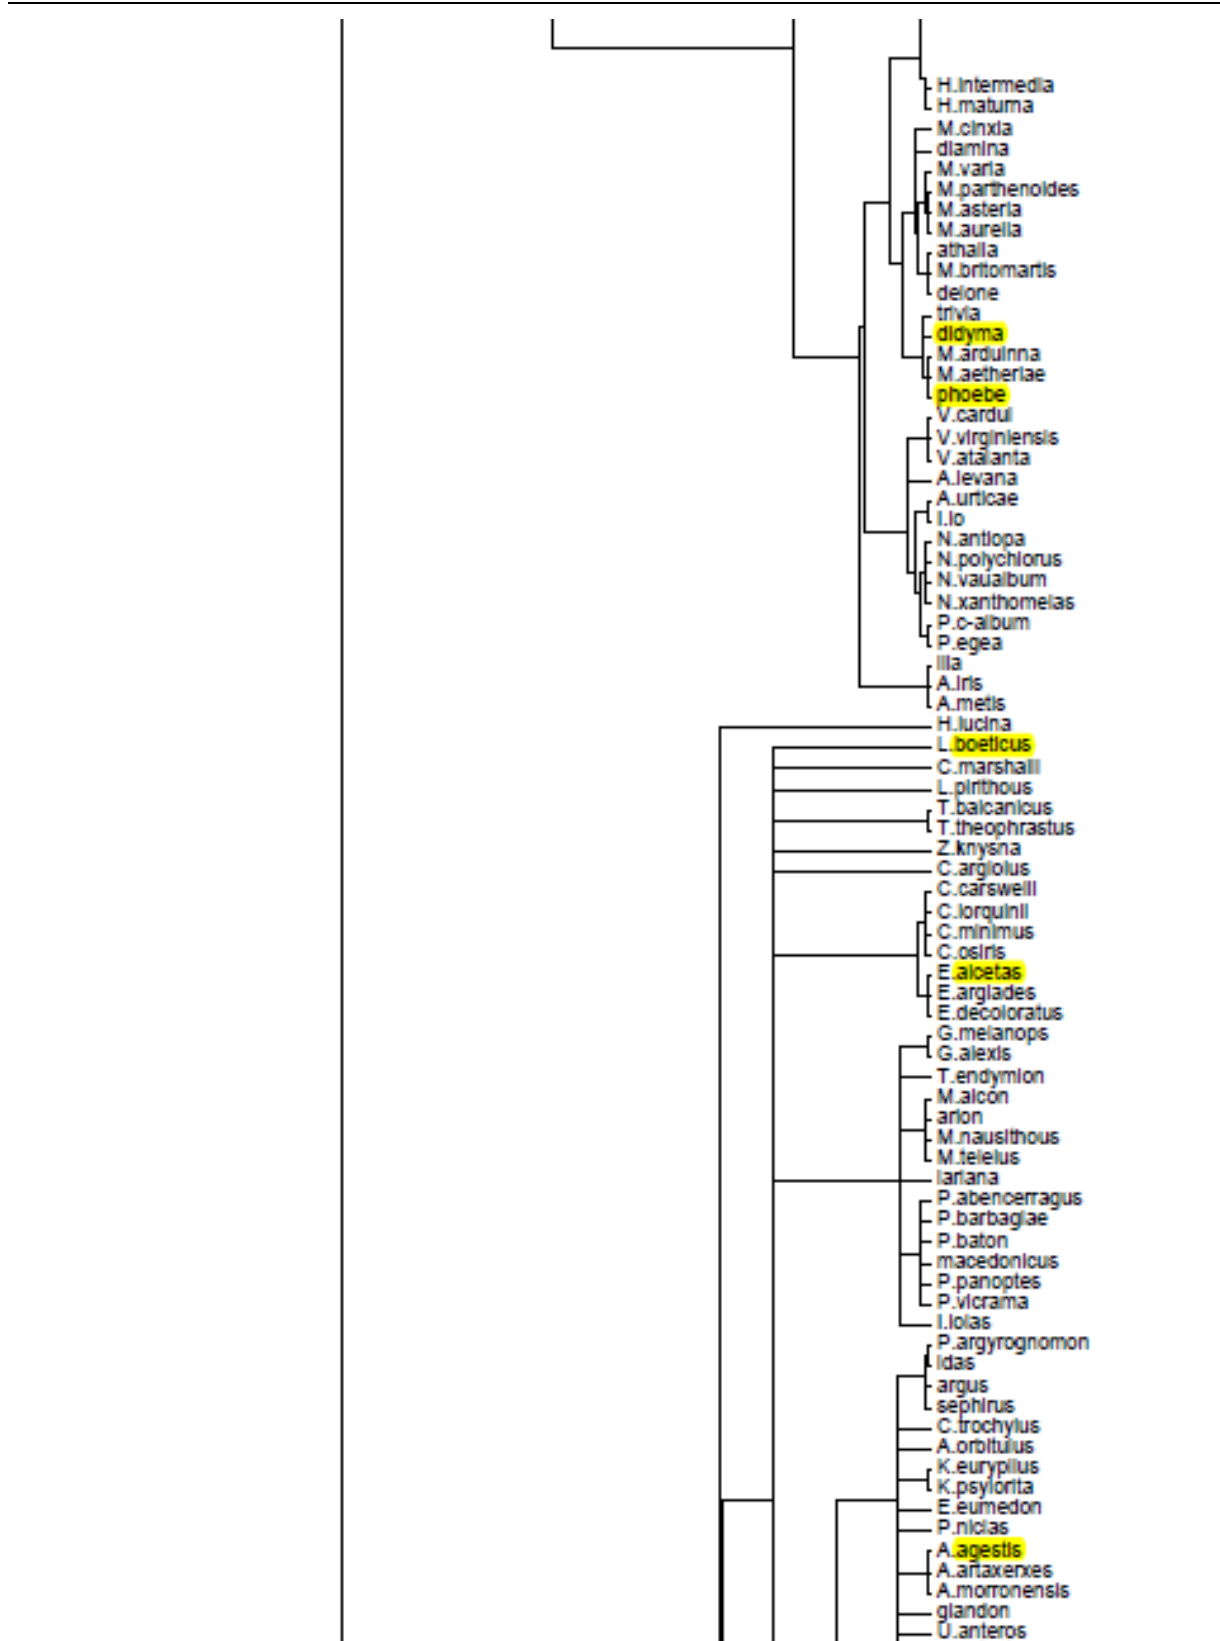 H.intermedia
H.maturna
M.cinxia
diamina
M.varia
M.parthenoides
M.asteria
M.aurelia
athalia
M.britomartis
deione
trivia
didyma
M.arduinna
M.aetheriae
phoebe
V.cardui
V.virginiensis
V.atalanta
A.levana
A.urticae
I.io
N.antiopa
N.polychlorus
N.vaualbum
N.xanthomelas
P.c-album
P.egea
ilia
A.iris
A.metis
H.lucina
L.boeticus
C.marshalli
L.pirithous
T.balcanicus
T.theophrastus
Z.knysna
C.argiolus
C.carswelli
C.lorquinii
C.minimus
C.osiris
E.alcetas
E.argiades
E.decoloratus
G.melanops
G.alexis
T.endymion
M.alcon
arion
M.nausithous
M.teleius
lariana
P.abencerragus
P.barbagiae
P.baton
macedonicus
P.panoptes
P.vicrama
I.iolas
P.argyrognomon
idas
argus
sephirus
C.trochylus
A.orbitulus
K.eurypilus
K.psylorita
E.eumedon
P.nicias
A.agestis
A.artaxerxes
A.morronensis
glandon
U.anteros